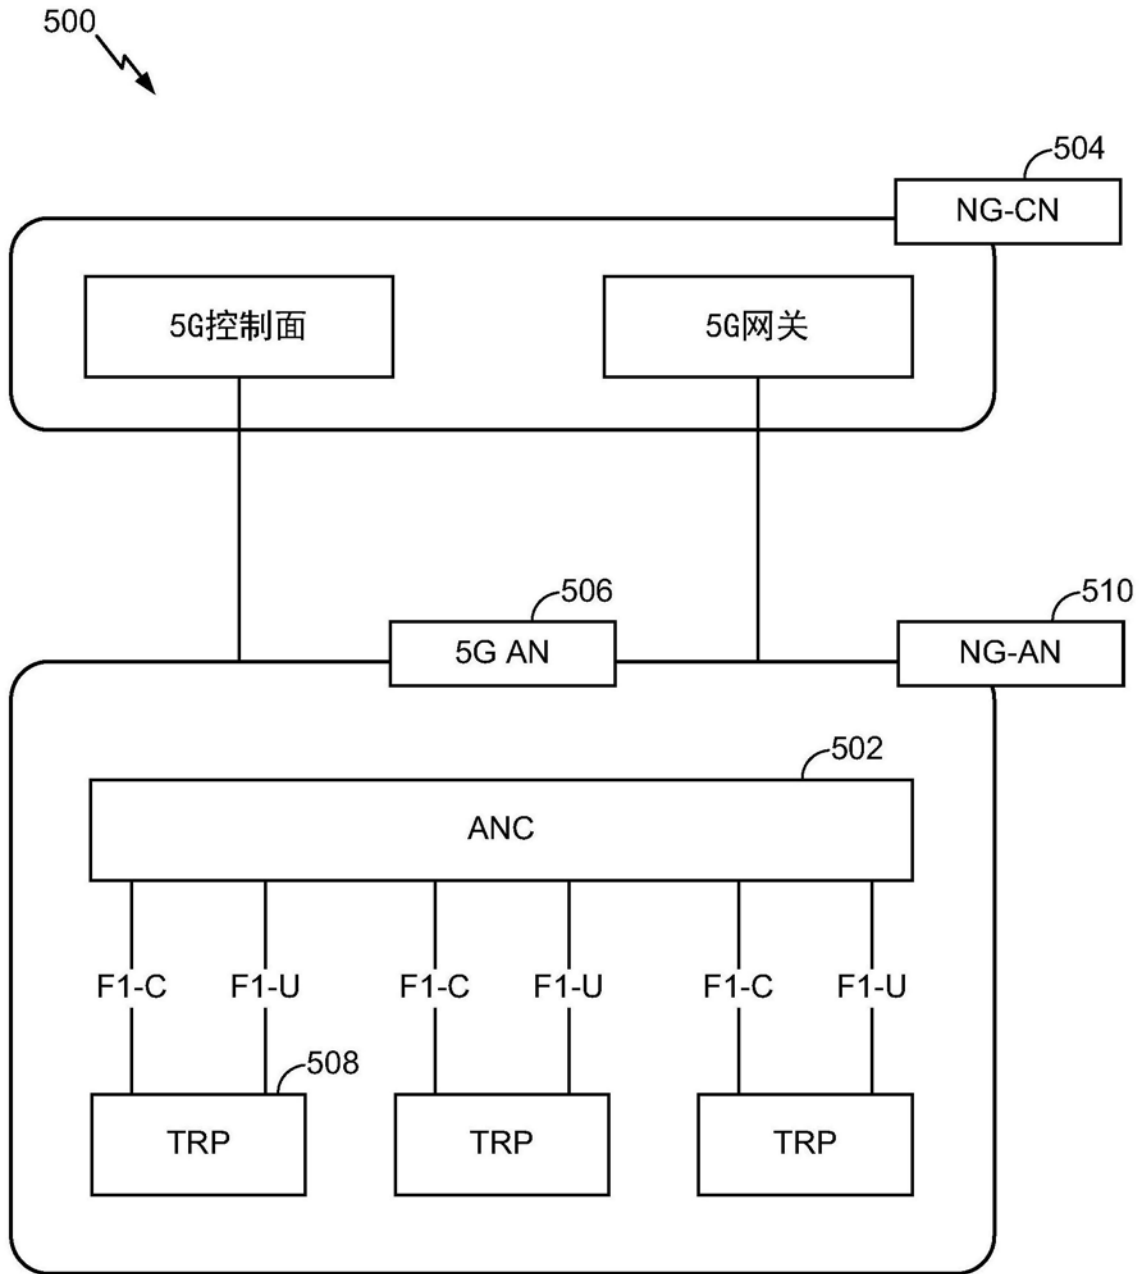 500
504
NG-CN
5G控制面
5G网关
506
510
5G AN
NG-AN
502
ANC
F1-C F1-U F1-C F1-U F1-C F1-U
508
TRP TRP TRP